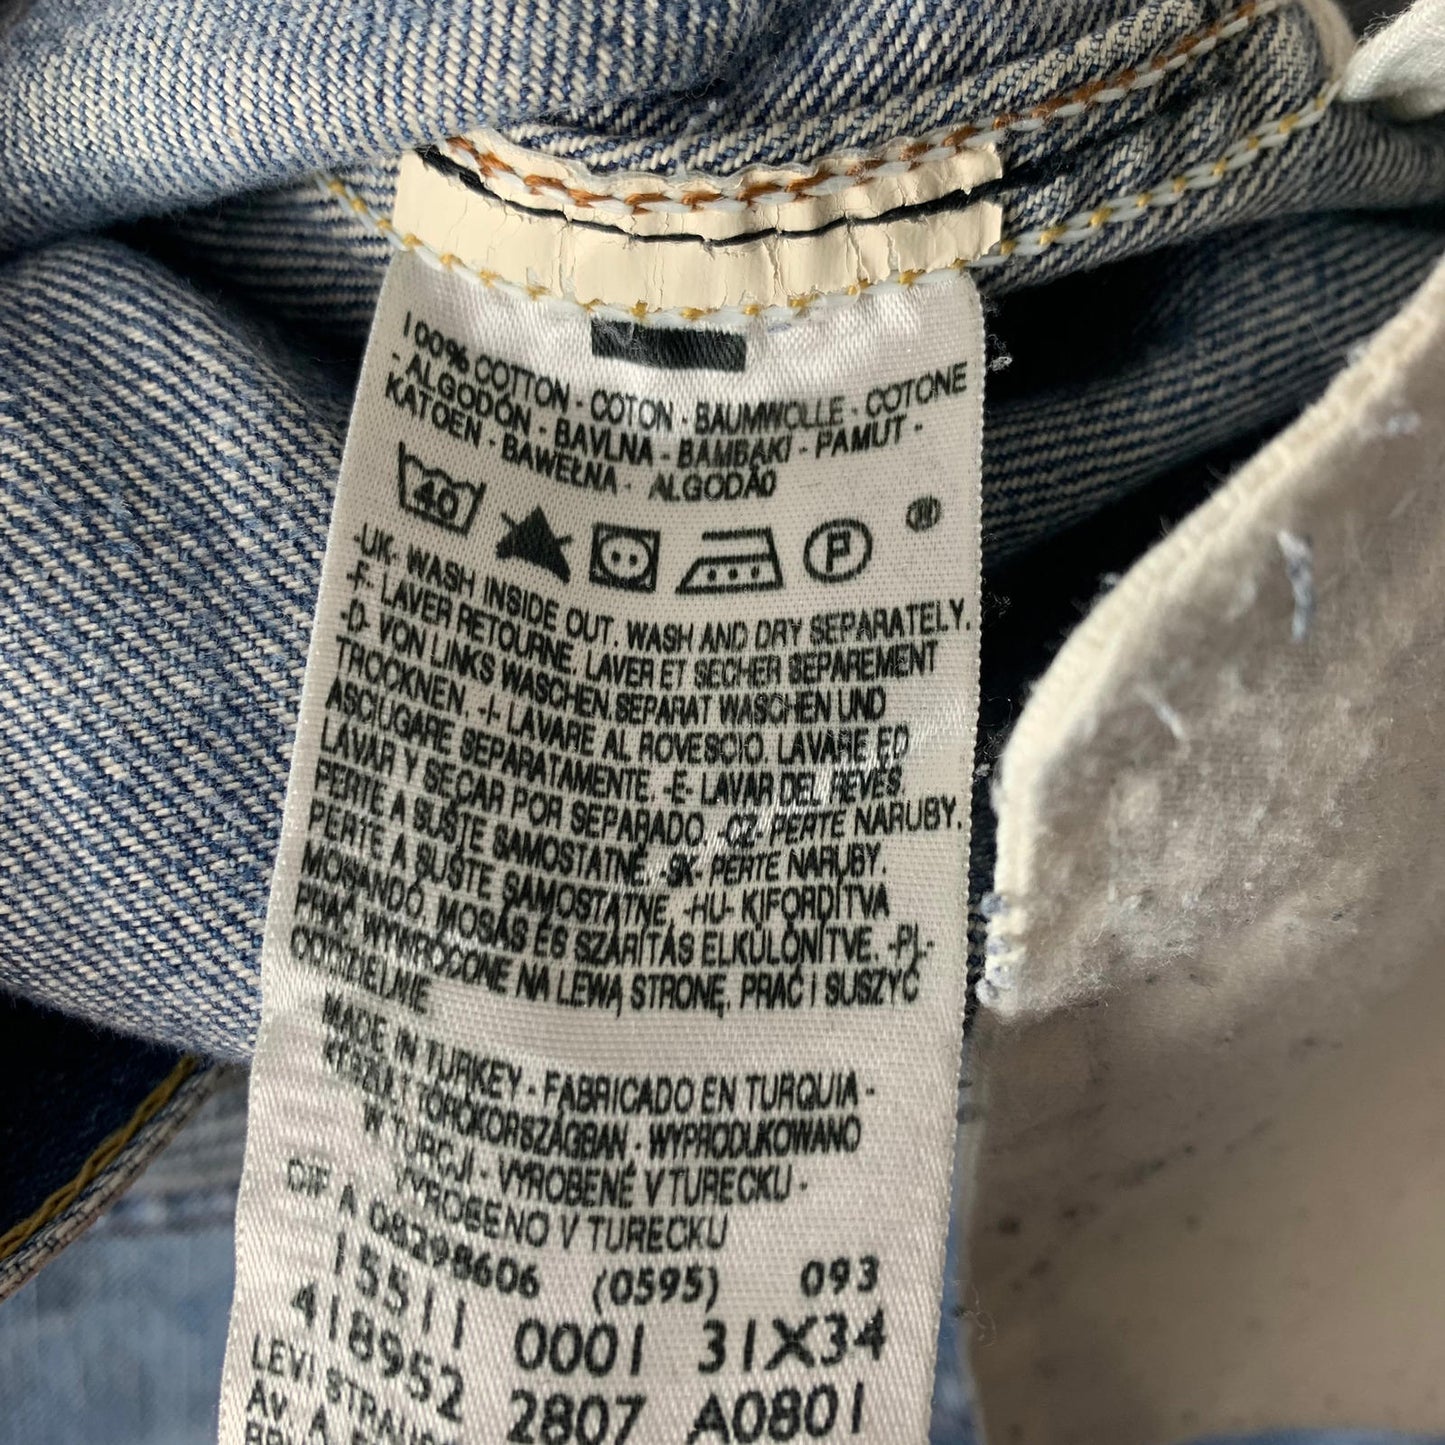 100% COTTON - COTON - BAUMWOLLE - COTONE
- ALGODÓN - BAVLNA - BAMBAKI - PAMUT -
KATOEN - BAWEŁNA - ALGODÃO
40 P ®
-UK- WASH INSIDE OUT. WASH AND DRY SEPARATELY.
-F- LAVER RETOURNE. LAVER ET SECHER SEPAREMENT
-D- VON LINKS WASCHEN. SEPARAT WASCHEN UND
TROCKNEN. -I- LAVARE AL ROVESCIO. LAVARE ED
ASCIUGARE SEPARATAMENTE. -E- LAVAR DEL REVÉS
LAVAR Y SECAR POR SEPARADO. -CZ- PERTE NARUBY.
PERTE A SUŠTE SAMOSTATNĚ. -SK- PERTE NARUBY.
PERTE A SUŠTE SAMOSTATNE. -HU- KIFORDÍTVA
MOSANDÓ, MOSÁS ÉS SZÁRÍTÁS ELKÜLÖNÍTVE. -PL-
PRAĆ WYWRÓCONE NA LEWĄ STRONĘ, PRAĆ I SUSZYĆ
ODDZIELNIE
MADE IN TURKEY - FABRICADO EN TURQUIA -
KÉSZÜLT TÖRÖKORSZÁGBAN - WYPRODUKOWANO
W TURCJI - VYROBENÉ V TURECKU -
VYROBENO V TURECKU
CIF A 08298606 (0595) 093
15511 0001 31X34
418952 2807 A0801
LEVI STRAUSS
AV. A.